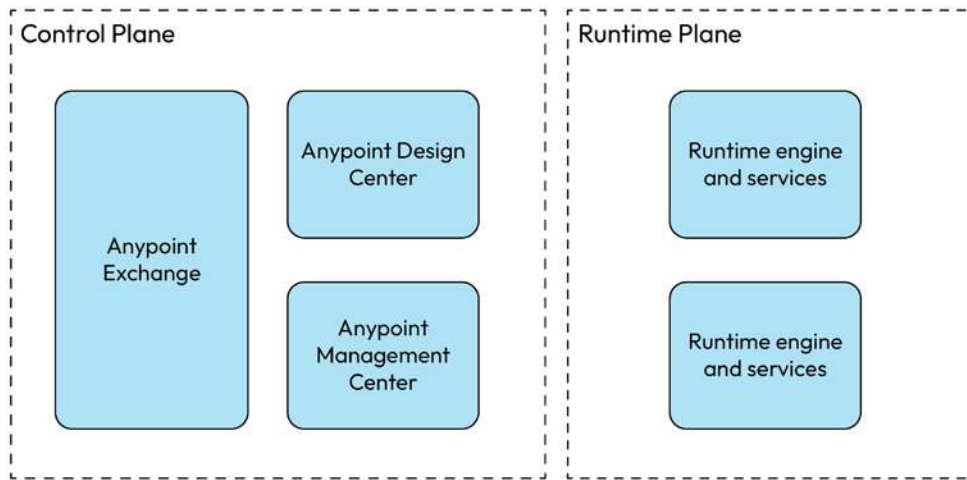 Control Plane
Anypoint
Exchange
Anypoint Design
Center
Anypoint
Management
Center
Runtime Plane
Runtime engine
and services
Runtime engine
and services